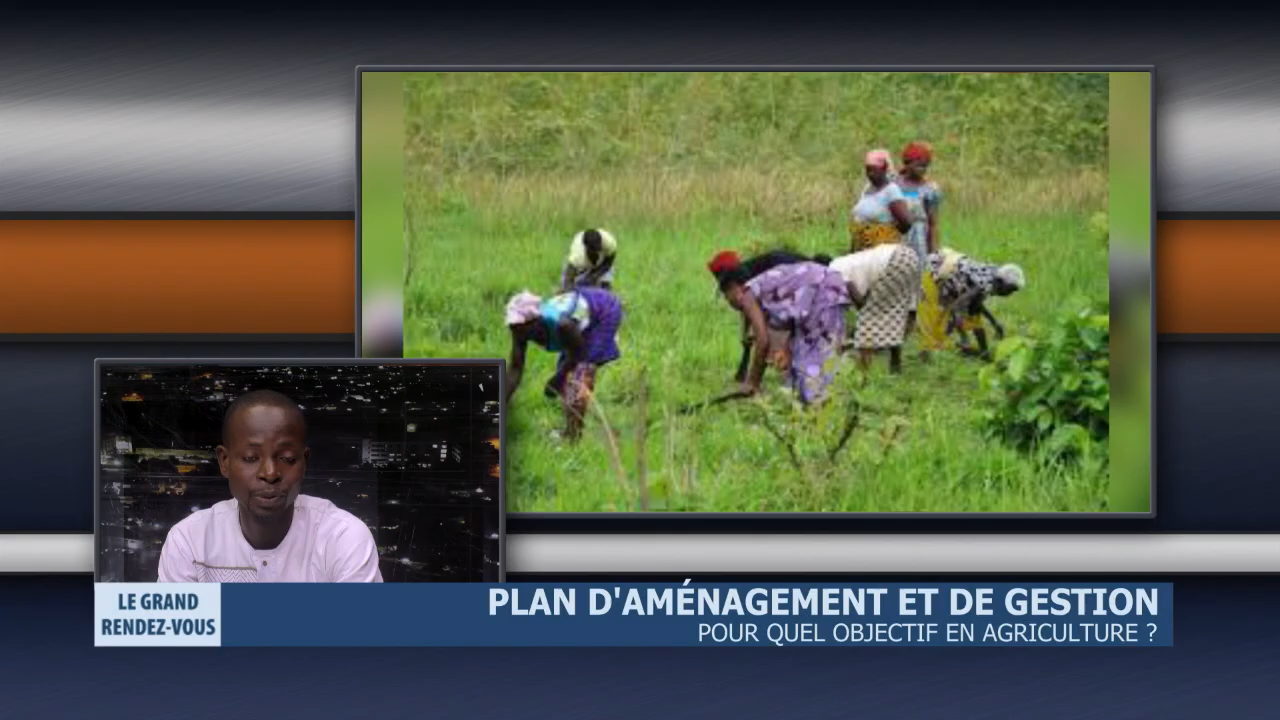 LE GRAND
RENDEZ-VOUS
PLAN D'AMÉNAGEMENT ET DE GESTION
POUR QUEL OBJECTIF EN AGRICULTURE ?